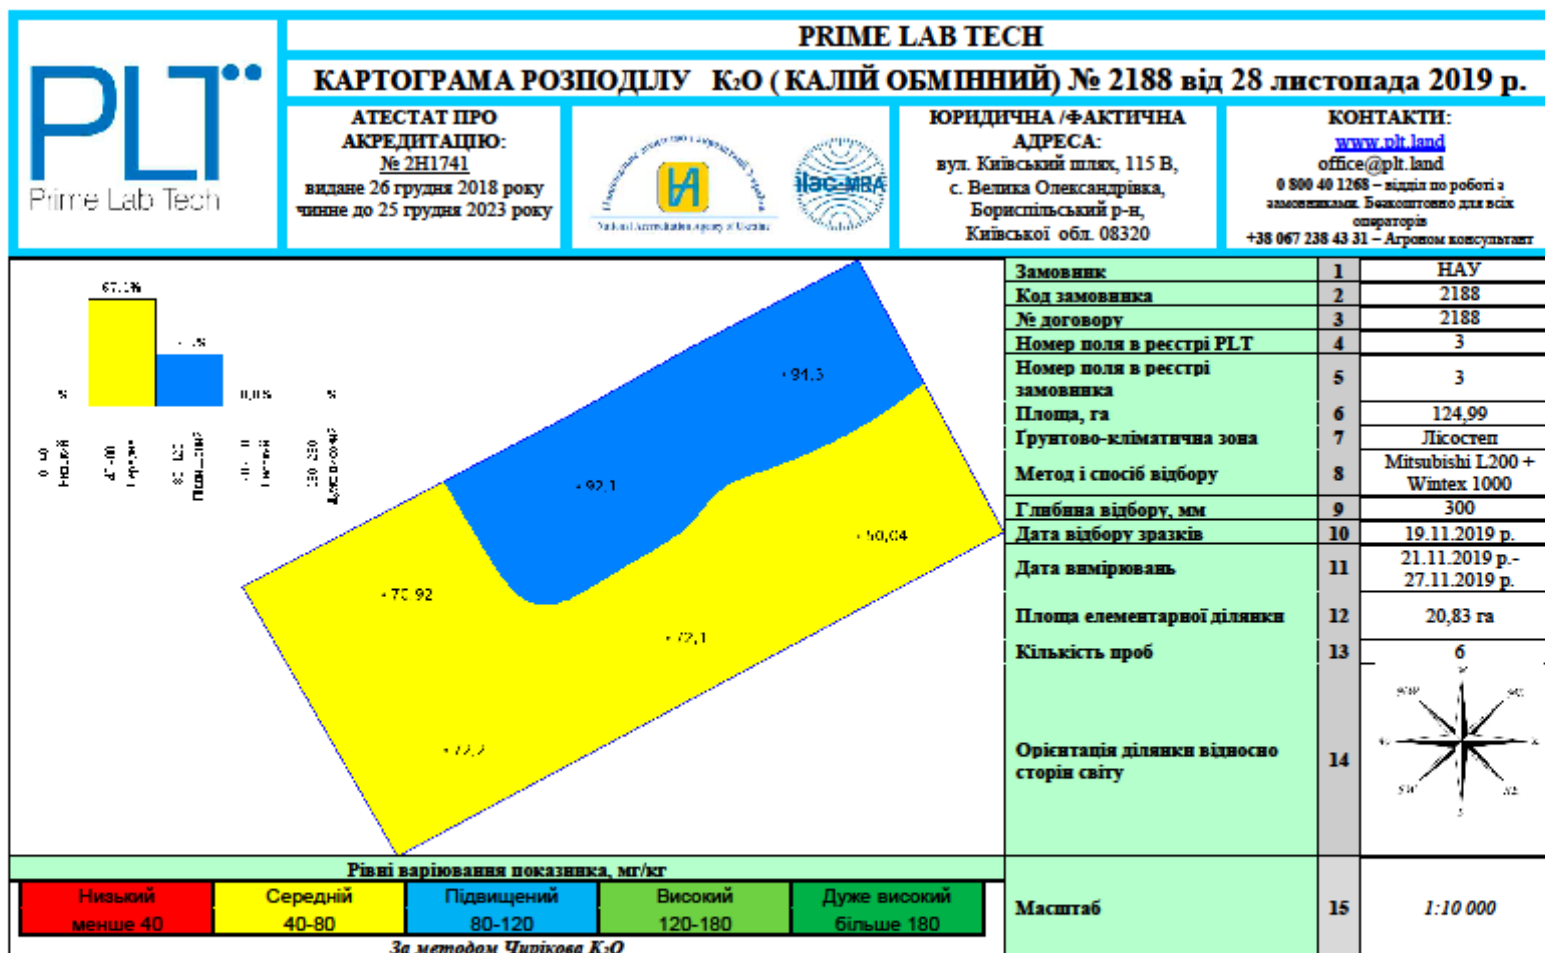 PRIME LAB TECH
КАРТОГРАМА РОЗПОДІЛУ K₂O ( КАЛІЙ ОБМІННИЙ) № 2188 від 28 листопада 2019 р.
PLT
Prime Lab Tech
АТЕСТАТ ПРО
АКРЕДИТАЦІЮ:
№ 2Н1741
видане 26 грудня 2018 року
чинне до 25 грудня 2023 року
National Accreditation Agency of Ukraine
ilac-MRA
ЮРИДИЧНА /ФАКТИЧНА
АДРЕСА:
вул. Київський шлях, 115 В,
с. Велика Олександрівка,
Бориспільський р-н,
Київської обл. 08320
КОНТАКТИ:
www.plt.land
office@plt.land
0 800 40 1268 – відділ по роботі з
замовниками. Безкоштовно для всіх
операторів
+38 067 238 43 31 – Агроном консультант
92,1
72,1
72,2
Замовник 1 НАУ
Код замовника 2 2188
№ договору 3 2188
Номер поля в реєстрі PLT 4 3
Номер поля в реєстрі
замовника 5 3
Площа, га 6 124,99
Ґрунтово-кліматична зона 7 Лісостеп
Метод і спосіб відбору 8 Mitsubishi L200 +
Wintex 1000
Глибина відбору, мм 9 300
Дата відбору зразків 10 19.11.2019 р.
Дата вимірювань 11 21.11.2019 р.-
27.11.2019 р.
Площа елементарної ділянки 12 20,83 га
Кількість проб 13 6
Орієнтація ділянки відносно
сторін світу 14
Масштаб 15 1:10 000
Рівні варіювання показника, мг/кг
Низький Середній Підвищений Високий Дуже високий
менше 40 40-80 80-120 120-180 більше 180
За методом Чирікова K₂O